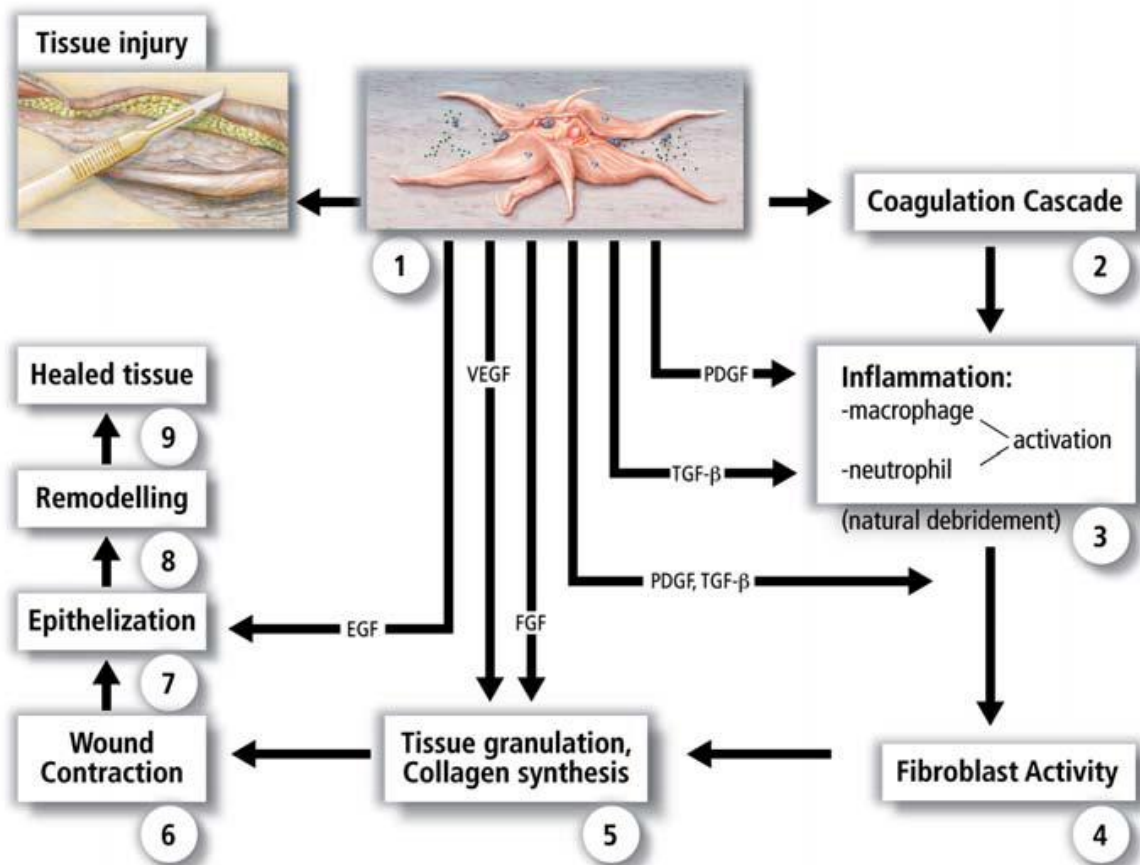 Tissue injury
1
Coagulation Cascade
2
VEGF
PDGF
Inflammation:
-macrophage
activation
-neutrophil
TGF-β
(natural debridement)
3
PDGF, TGF-β
EGF
FGF
Fibroblast Activity
4
Tissue granulation,
Collagen synthesis
5
Wound
Contraction
6
Epithelization
7
Remodelling
8
Healed tissue
9